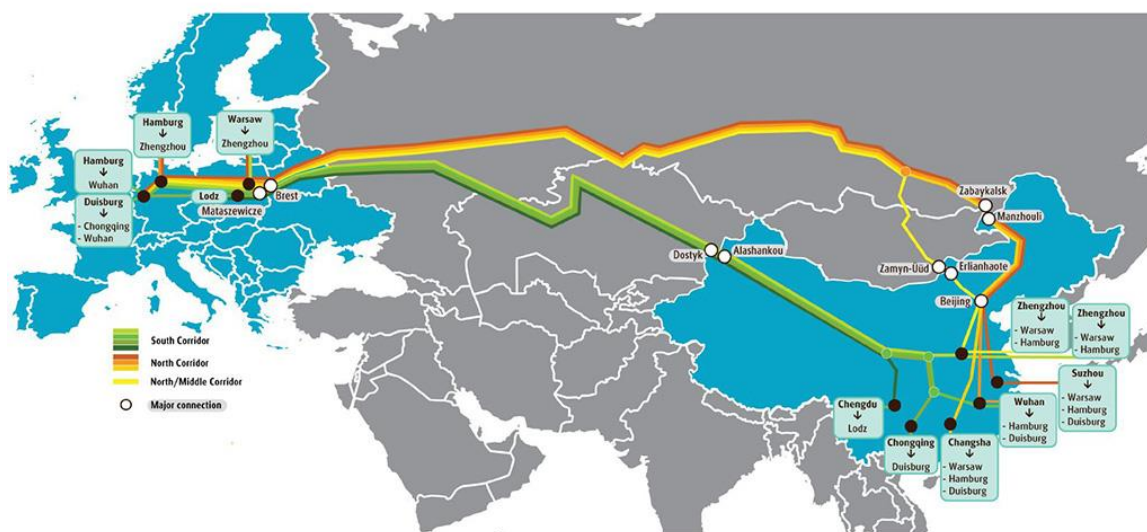 Hamburg
↓
Zhengzhou
Warsaw
↓
Zhengzhou
Hamburg
↓
Wuhan
Duisburg
↓
- Chongqing
- Wuhan
Lodz
Mataszewicze
Brest
Zabaykalsk
Manzhouli
Dostyk
Alashankou
Zamyn-Üüd
Erlianhaote
Beijing
South Corridor
North Corridor
North/Middle Corridor
Major connection
Zhengzhou
↓
- Warsaw
- Hamburg
Zhengzhou
↓
- Warsaw
- Hamburg
Suzhou
↓
- Warsaw
- Hamburg
- Duisburg
Chengdu
↓
Lodz
Chongqing
↓
Duisburg
Changsha
↓
- Warsaw
- Hamburg
- Duisburg
Wuhan
↓
- Hamburg
- Duisburg